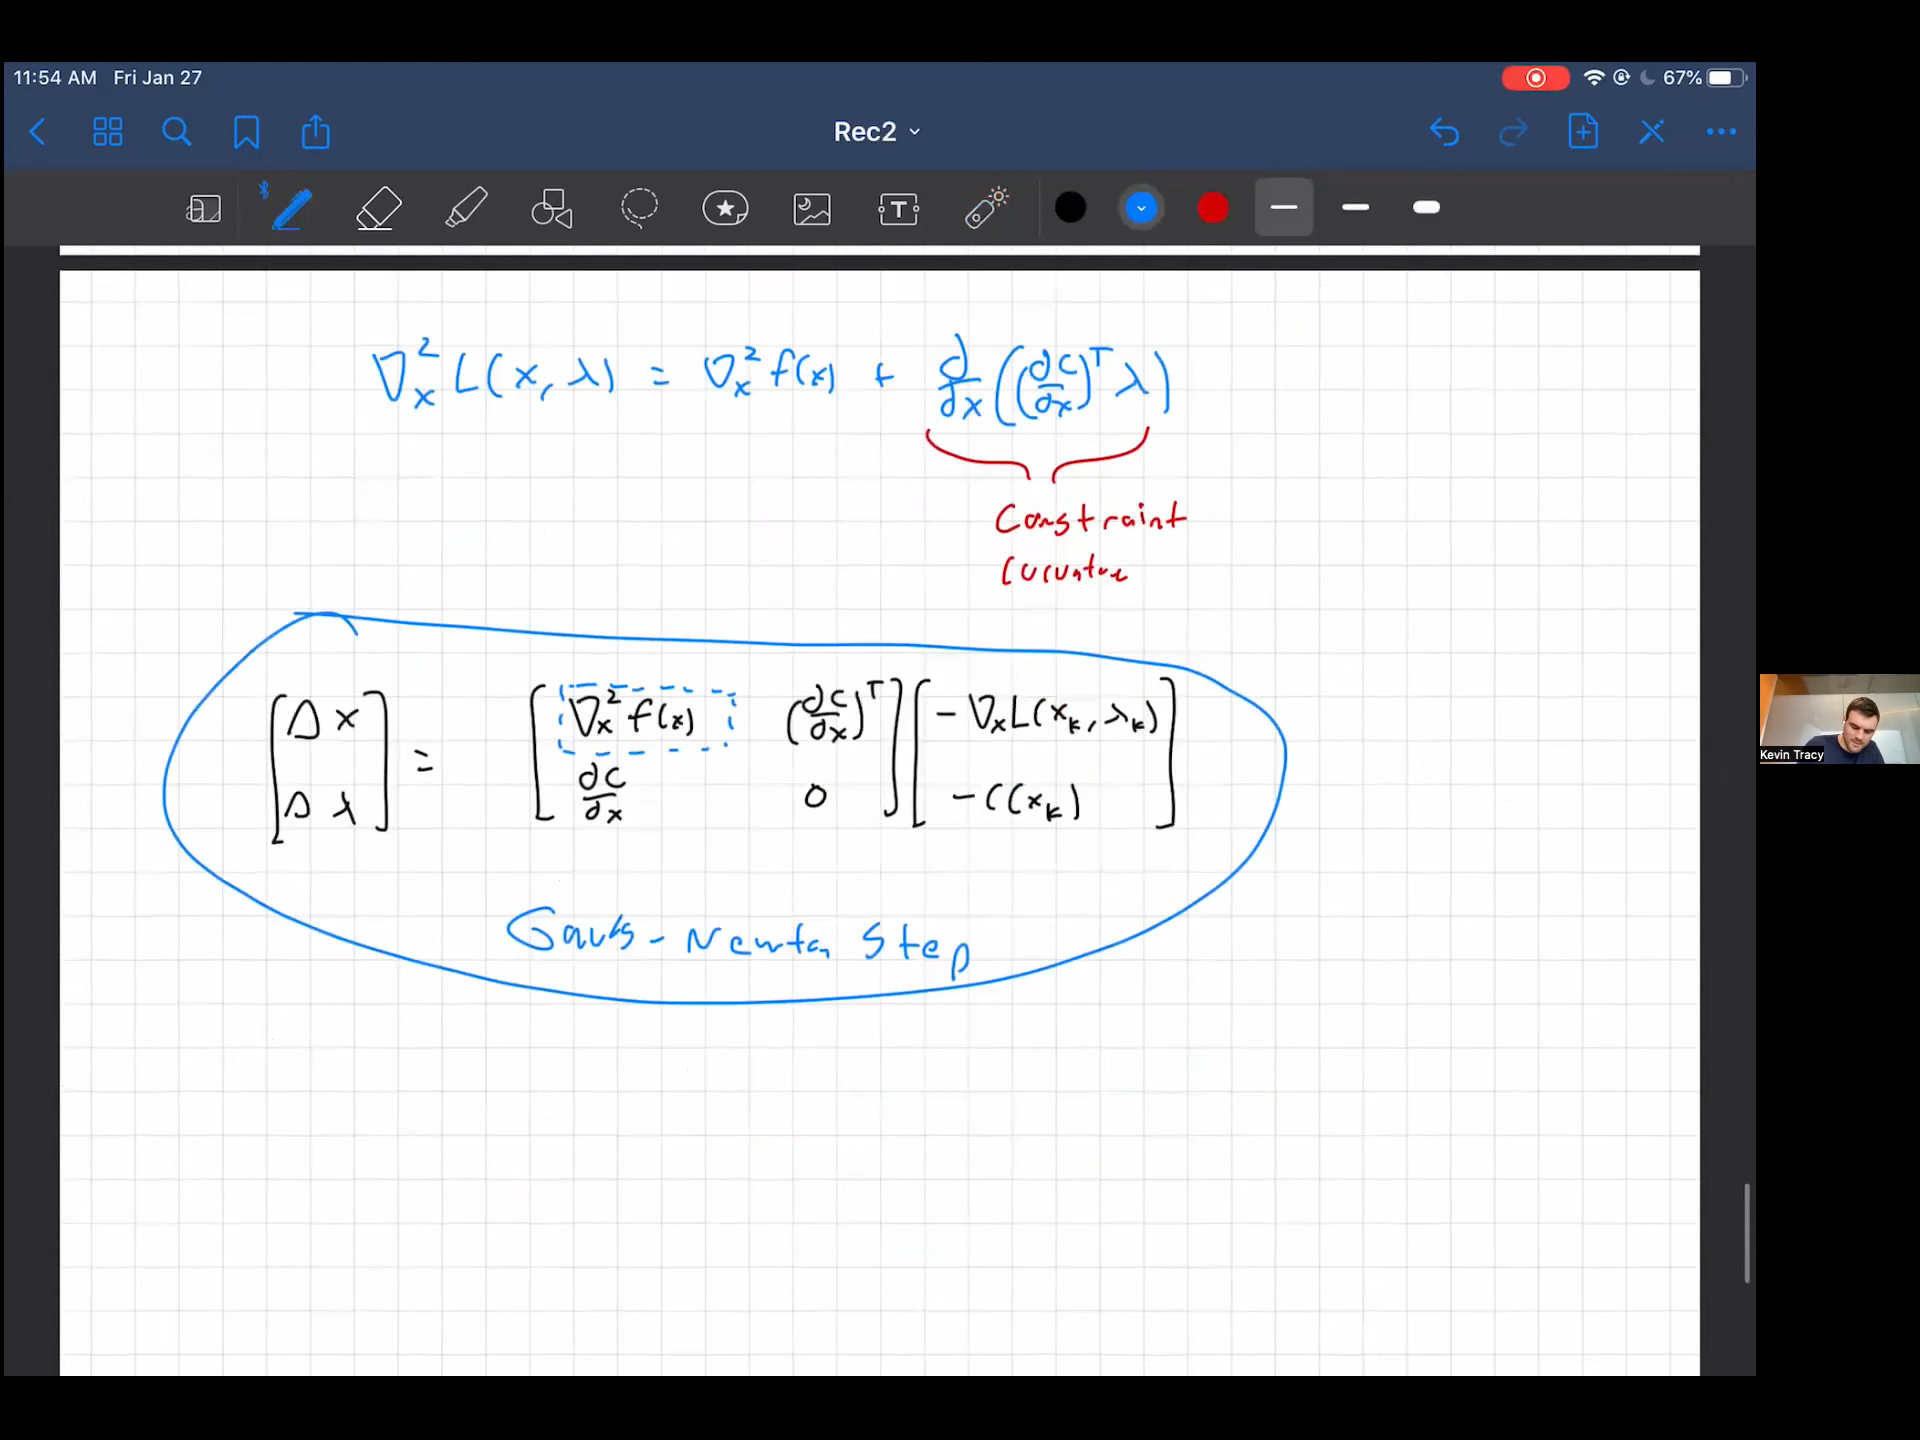 11:54 AM Fri Jan 27 67%
Rec2
∇²ₓ L(x, λ) = ∇²ₓ f(x) + ∂/∂x((∂c/∂x)ᵀ λ)
Constraint
[Δx; Δλ] = [∇²ₓ f(x) (∂c/∂x)ᵀ; ∂c/∂x 0] [-∇ₓL(xₖ, λₖ); -c(xₖ)]
Gauss-Newton Step
Kevin Tracy